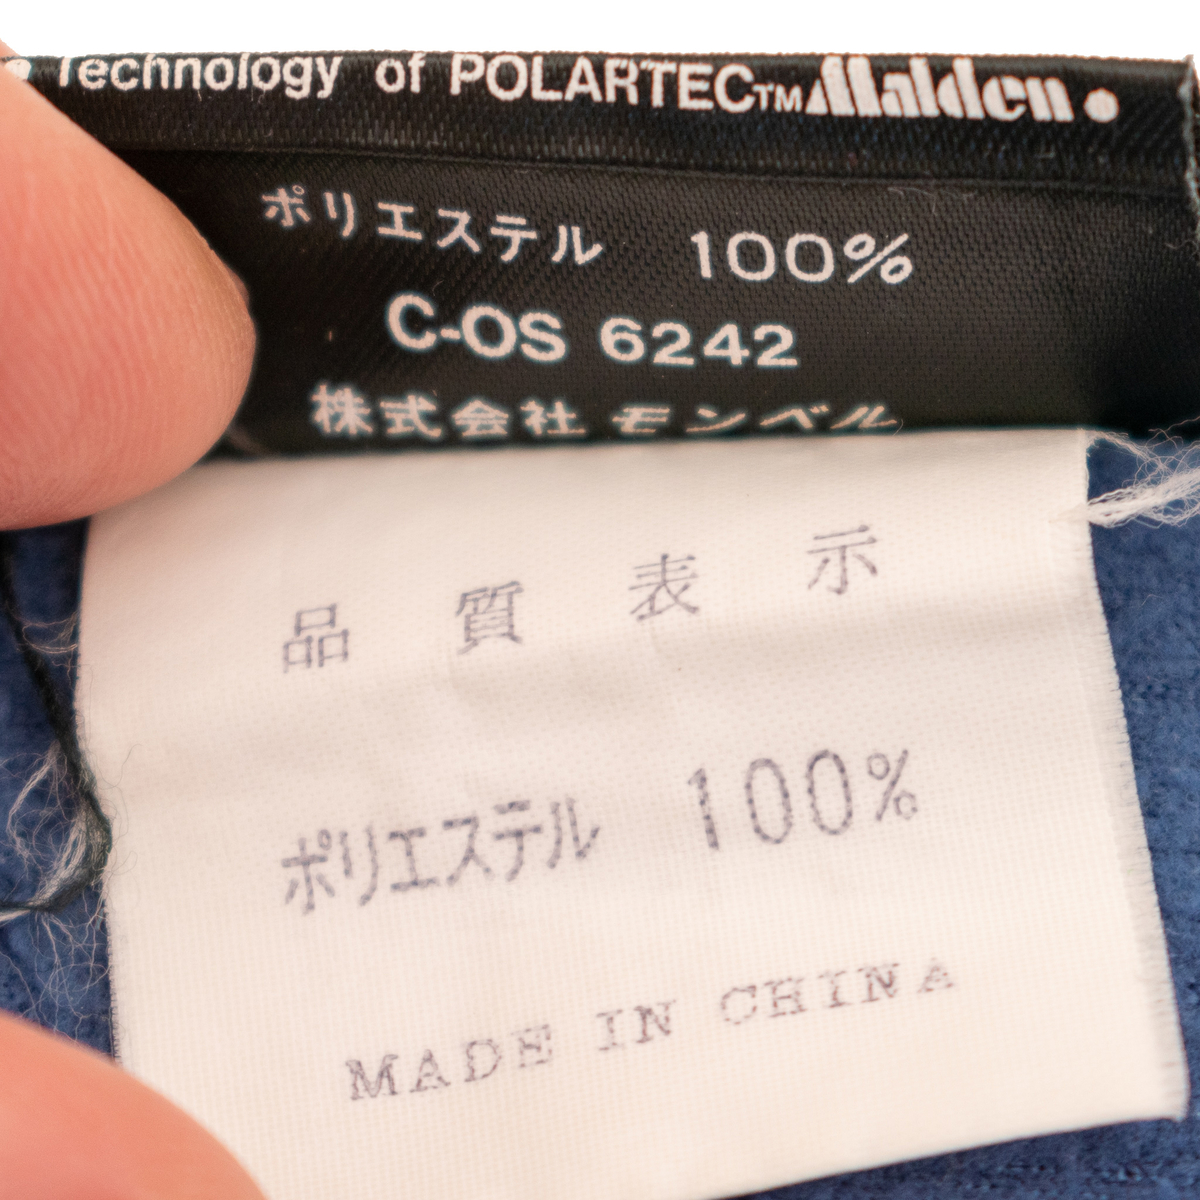 Technology of POLARTEC™ Malden
ポリエステル 100%
C-OS 6242
株式会社 モンベル
品質表示
ポリエステル 100%
MADE IN CHINA